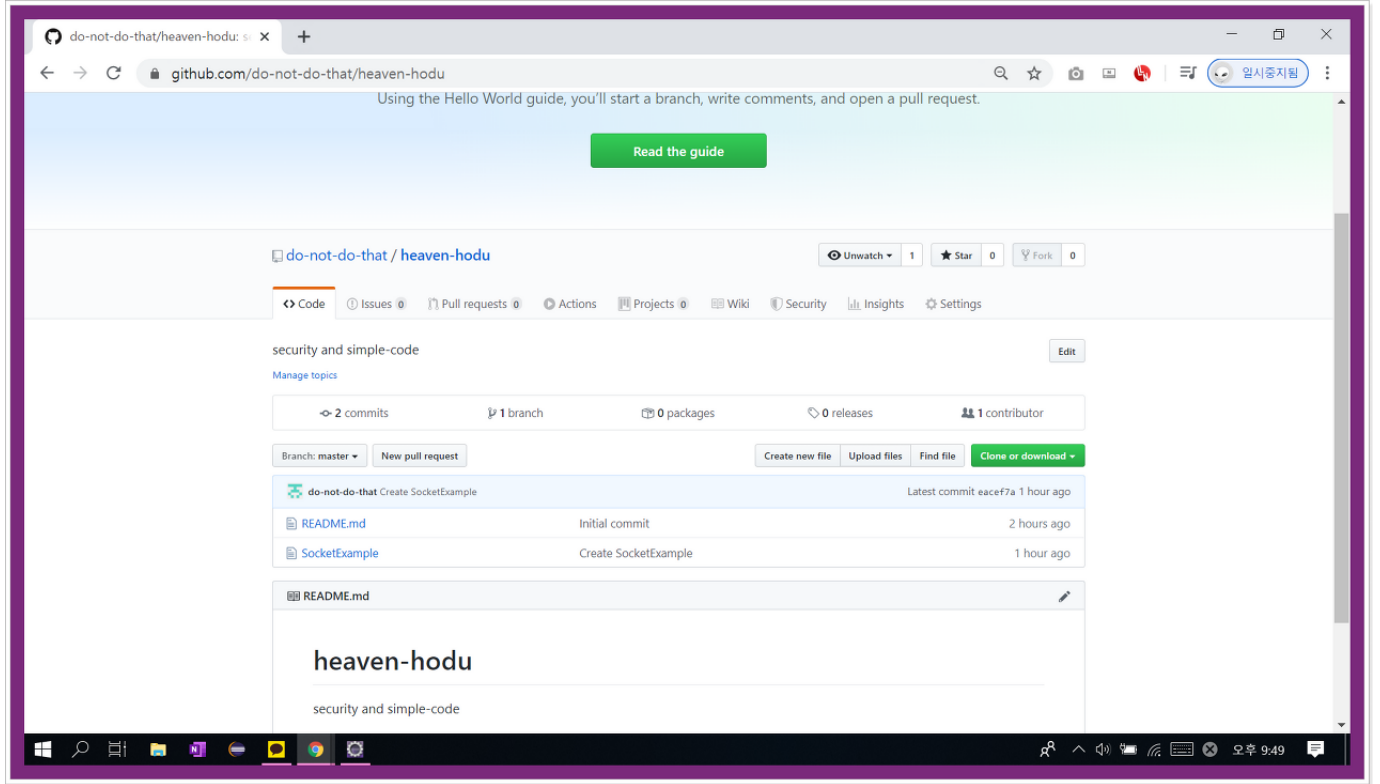 do-not-do-that/heaven-hodu: s
github.com/do-not-do-that/heaven-hodu
일시중지됨
Using the Hello World guide, you'll start a branch, write comments, and open a pull request.
Read the guide
do-not-do-that / heaven-hodu
Unwatch 1 Star 0 Fork 0
Code Issues 0 Pull requests 0 Actions Projects 0 Wiki Security Insights Settings
security and simple-code Edit
Manage topics
2 commits 1 branch 0 packages 0 releases 1 contributor
Branch: master New pull request Create new file Upload files Find file Clone or download
do-not-do-that Create SocketExample Latest commit eacef7a 1 hour ago
README.md Initial commit 2 hours ago
SocketExample Create SocketExample 1 hour ago
README.md
heaven-hodu
security and simple-code
오후 9:49